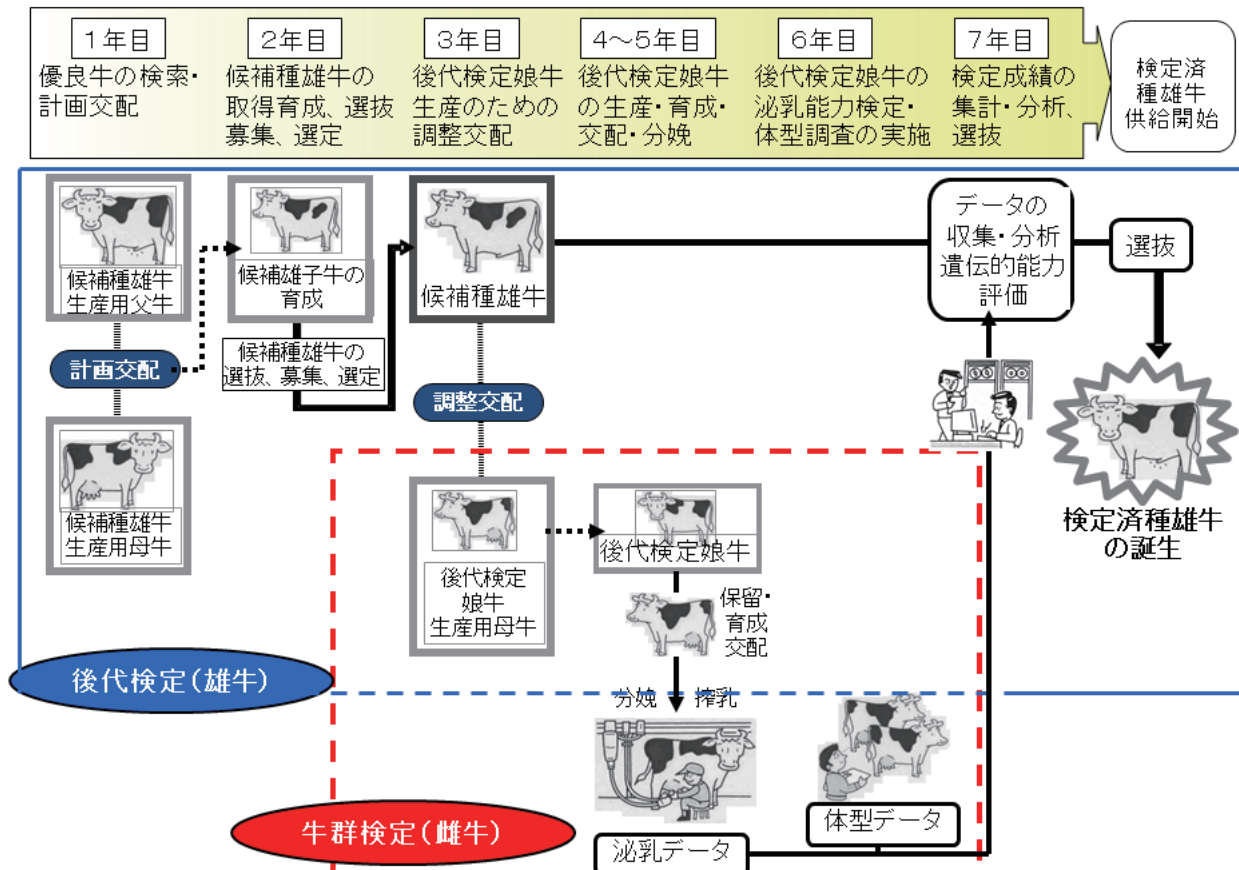 1年目
優良牛の検索・
計画交配
2年目
候補種雄牛の
取得育成、選抜
募集、選定
3年目
後代検定娘牛
生産のための
調整交配
4～5年目
後代検定娘牛
の生産・育成・
交配・分娩
6年目
後代検定娘牛の
泌乳能力検定・
体型調査の実施
7年目
検定成績の
集計・分析、
選抜
検定済
種雄牛
供給開始
候補種雄牛
生産用父牛
候補雄子牛の
育成
候補種雄牛
データの
収集・分析
遺伝的能力
評価
選抜
計画交配
候補種雄牛の
選抜、募集、選定
調整交配
候補種雄牛
生産用母牛
後代検定
娘牛
生産用母牛
後代検定娘牛
保留・
育成
交配
検定済種雄牛
の誕生
後代検定（雄牛）
分娩
搾乳
牛群検定（雌牛）
泌乳データ
体型データ